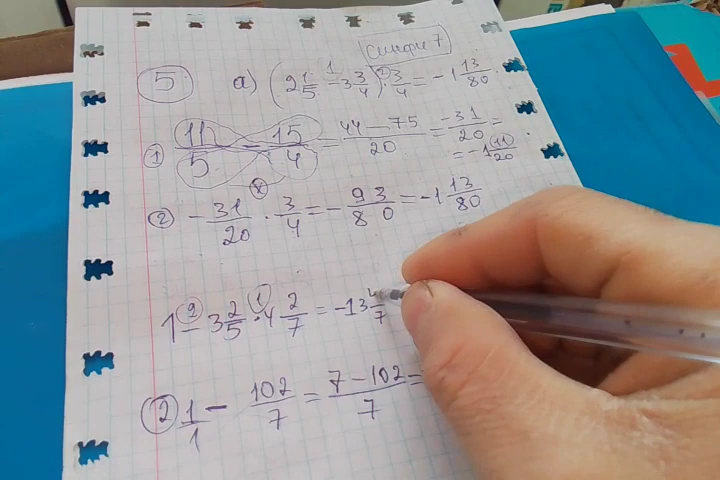 синфи 7
5 а) (2 1/5 - 3 3/4) · 3/4 = -1 13/80
1 11/5 - 15/4 = 44 - 75/20 = -31/20 =
= -1 11/20
2 - 31/20 · 3/4 = - 93/80 = -1 13/80
1 - 3 2/5 · 4 2/7 = -13 4/7
2 1/1 - 102/7 = 7 - 102/7 =